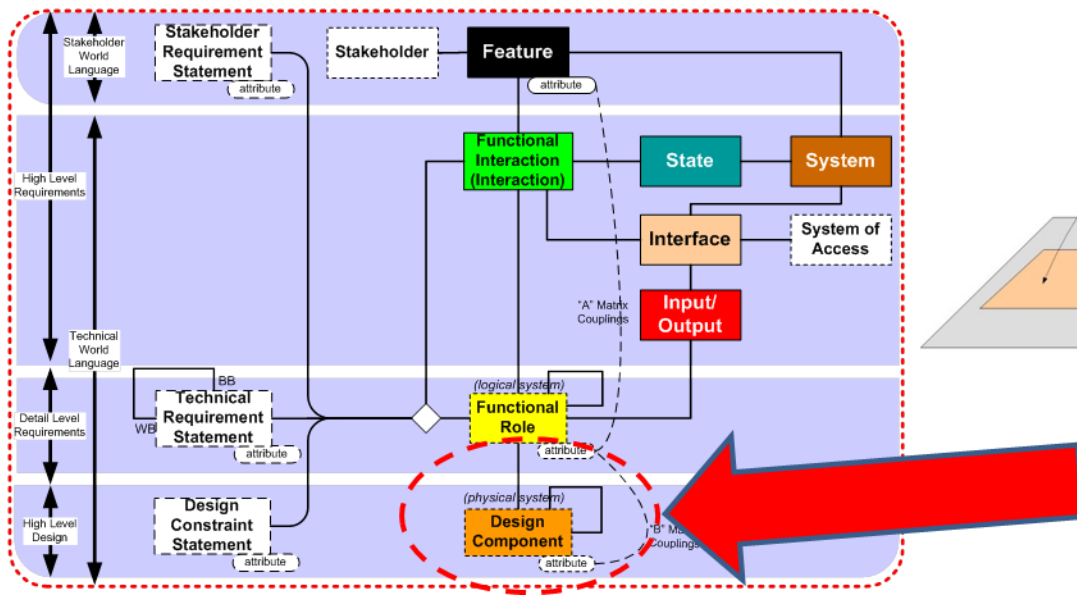 Stakeholder
World
Language
Stakeholder
Requirement
Statement
attribute
Stakeholder
Feature
attribute
High Level
Requirements
Functional
Interaction
(Interaction)
State
System
Interface
System of
Access
"A" Matrix
Couplings
Input/
Output
Technical
World
Language
Detail Level
Requirements
BB
WB
Technical
Requirement
Statement
attribute
(logical system)
Functional
Role
attribute
High Level
Design
Design
Constraint
Statement
attribute
(physical system)
Design
Component
attribute
"B"
Couplings